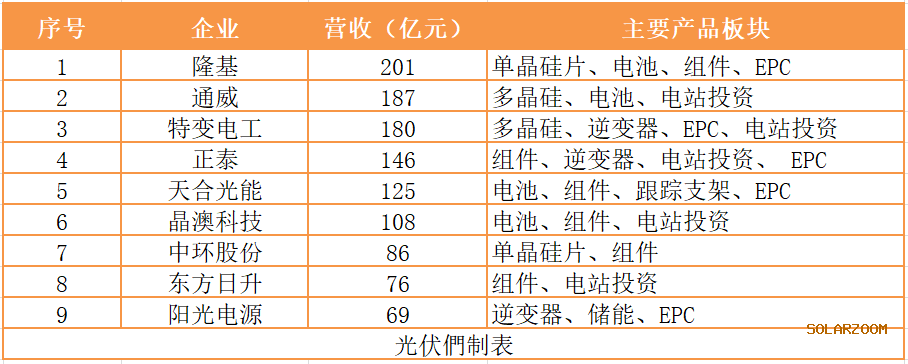 序号 企业 营收（亿元） 主要产品板块
1 隆基 201 单晶硅片、电池、组件、EPC
2 通威 187 多晶硅、电池、电站投资
3 特变电工 180 多晶硅、逆变器、EPC、电站投资
4 正泰 146 组件、逆变器、电站投资、 EPC
5 天合光能 125 电池、组件、跟踪支架、EPC
6 晶澳科技 108 电池、组件、电站投资
7 中环股份 86 单晶硅片、组件
8 东方日升 76 组件、电站投资
9 阳光电源 69 逆变器、储能、EPC
SOLARZOOM
光伏們制表